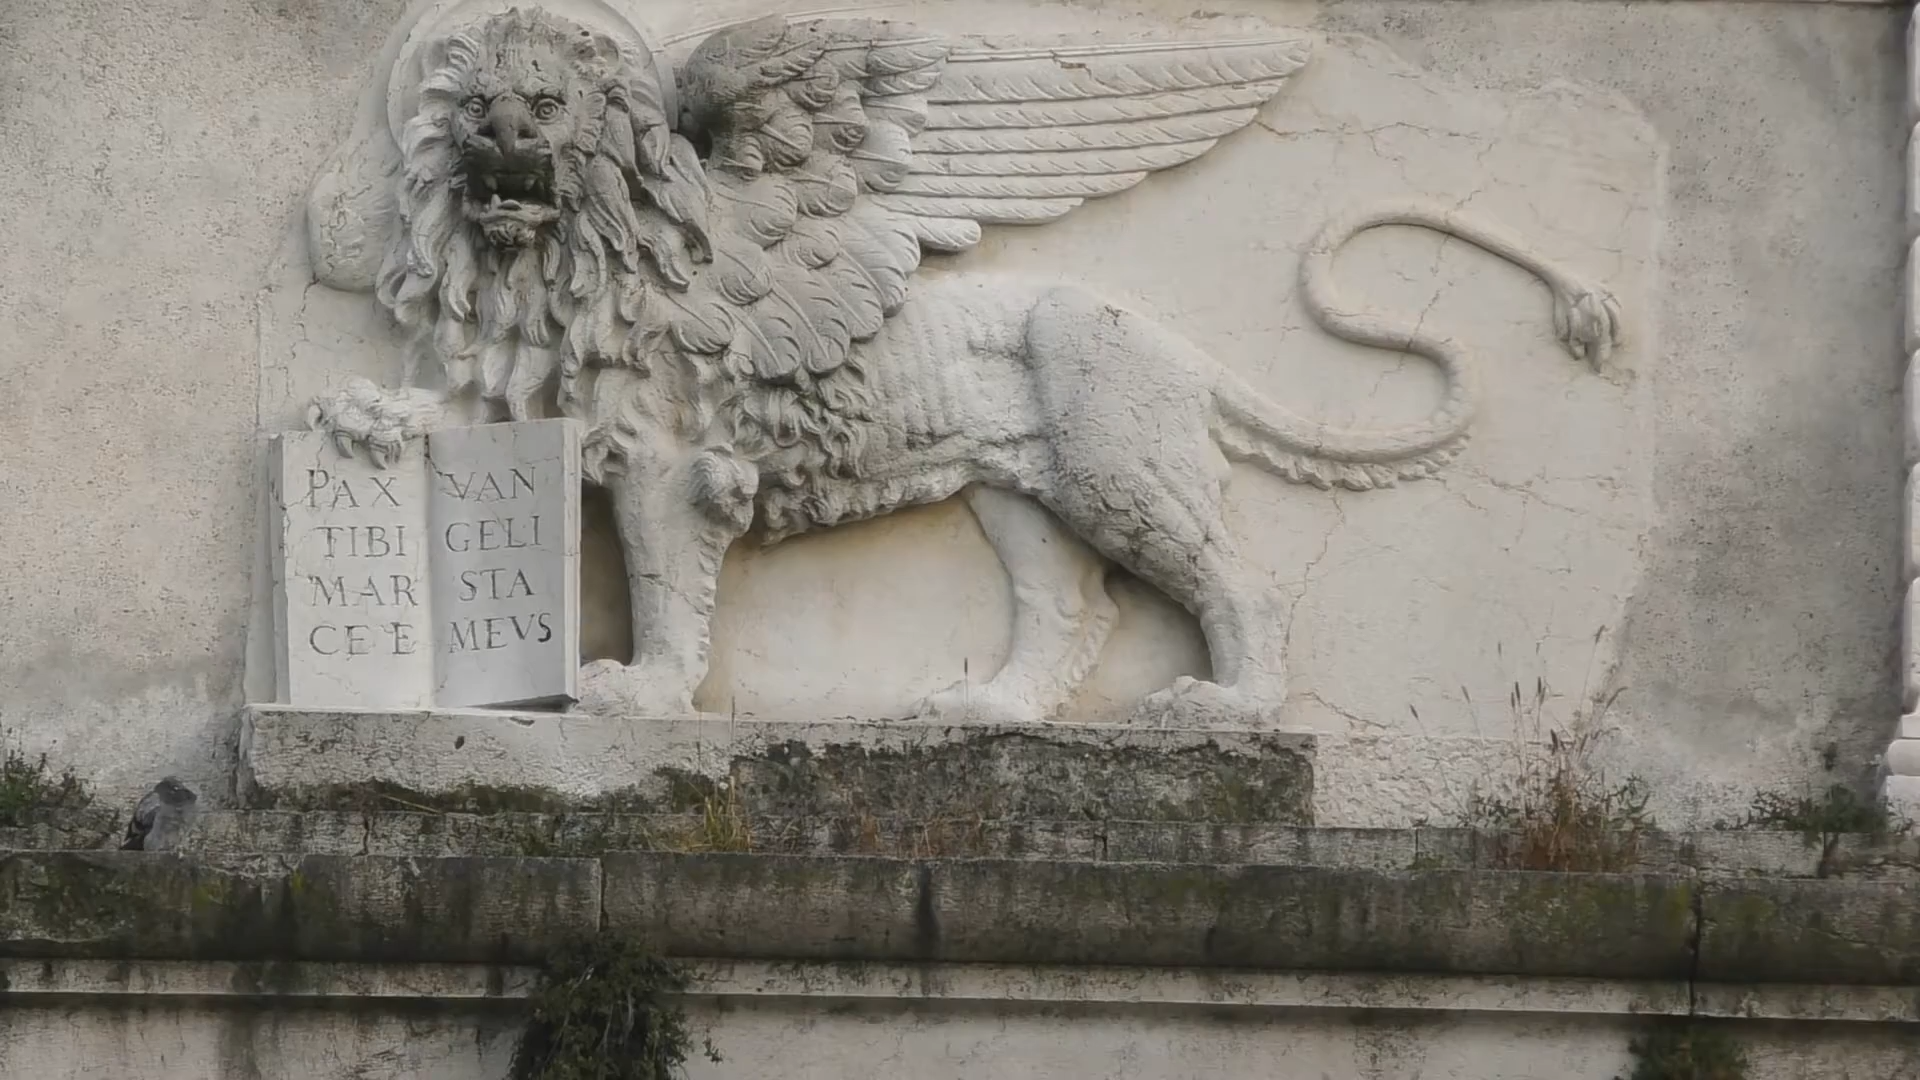 PAX
TIBI
MAR
CE E
VAN
GELI
STA
MEVS